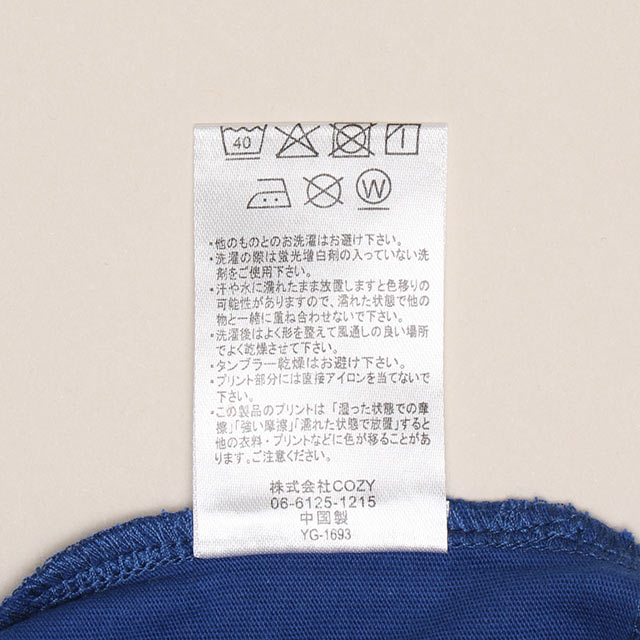 40
W
・他のものとのお洗濯はお避け下さい。
・洗濯の際は蛍光増白剤の入っていない洗
剤をご使用下さい。
・汗や水に濡れたまま放置しますと色移りの
可能性がありますので、濡れた状態で他の
物と一緒に重ね合わせないで下さい。
・洗濯後はよく形を整えて風通しの良い場所
でよく乾燥させて下さい。
・タンブラー乾燥はお避け下さい。
・プリント部分には直接アイロンを当てないで
下さい。
・この製品のプリントは「湿った状態での摩
擦」「強い摩擦」「濡れた状態で放置」すると
他の衣料・プリントなどに色が移ることがあ
ります。ご注意ください。
株式会社COZY
06-6125-1215
中国製
YG-1693